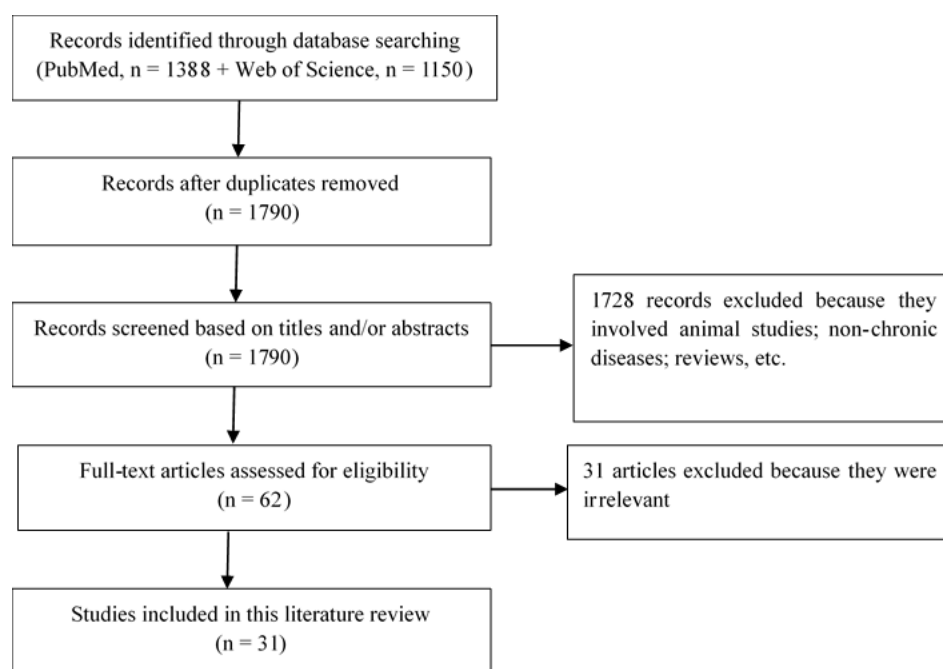 Records identified through database searching
(PubMed, n = 1388 + Web of Science, n = 1150)
Records after duplicates removed
(n = 1790)
Records screened based on titles and/or abstracts
(n = 1790)
1728 records excluded because they
involved animal studies; non-chronic
diseases; reviews, etc.
Full-text articles assessed for eligibility
(n = 62)
31 articles excluded because they were
irrelevant
Studies included in this literature review
(n = 31)